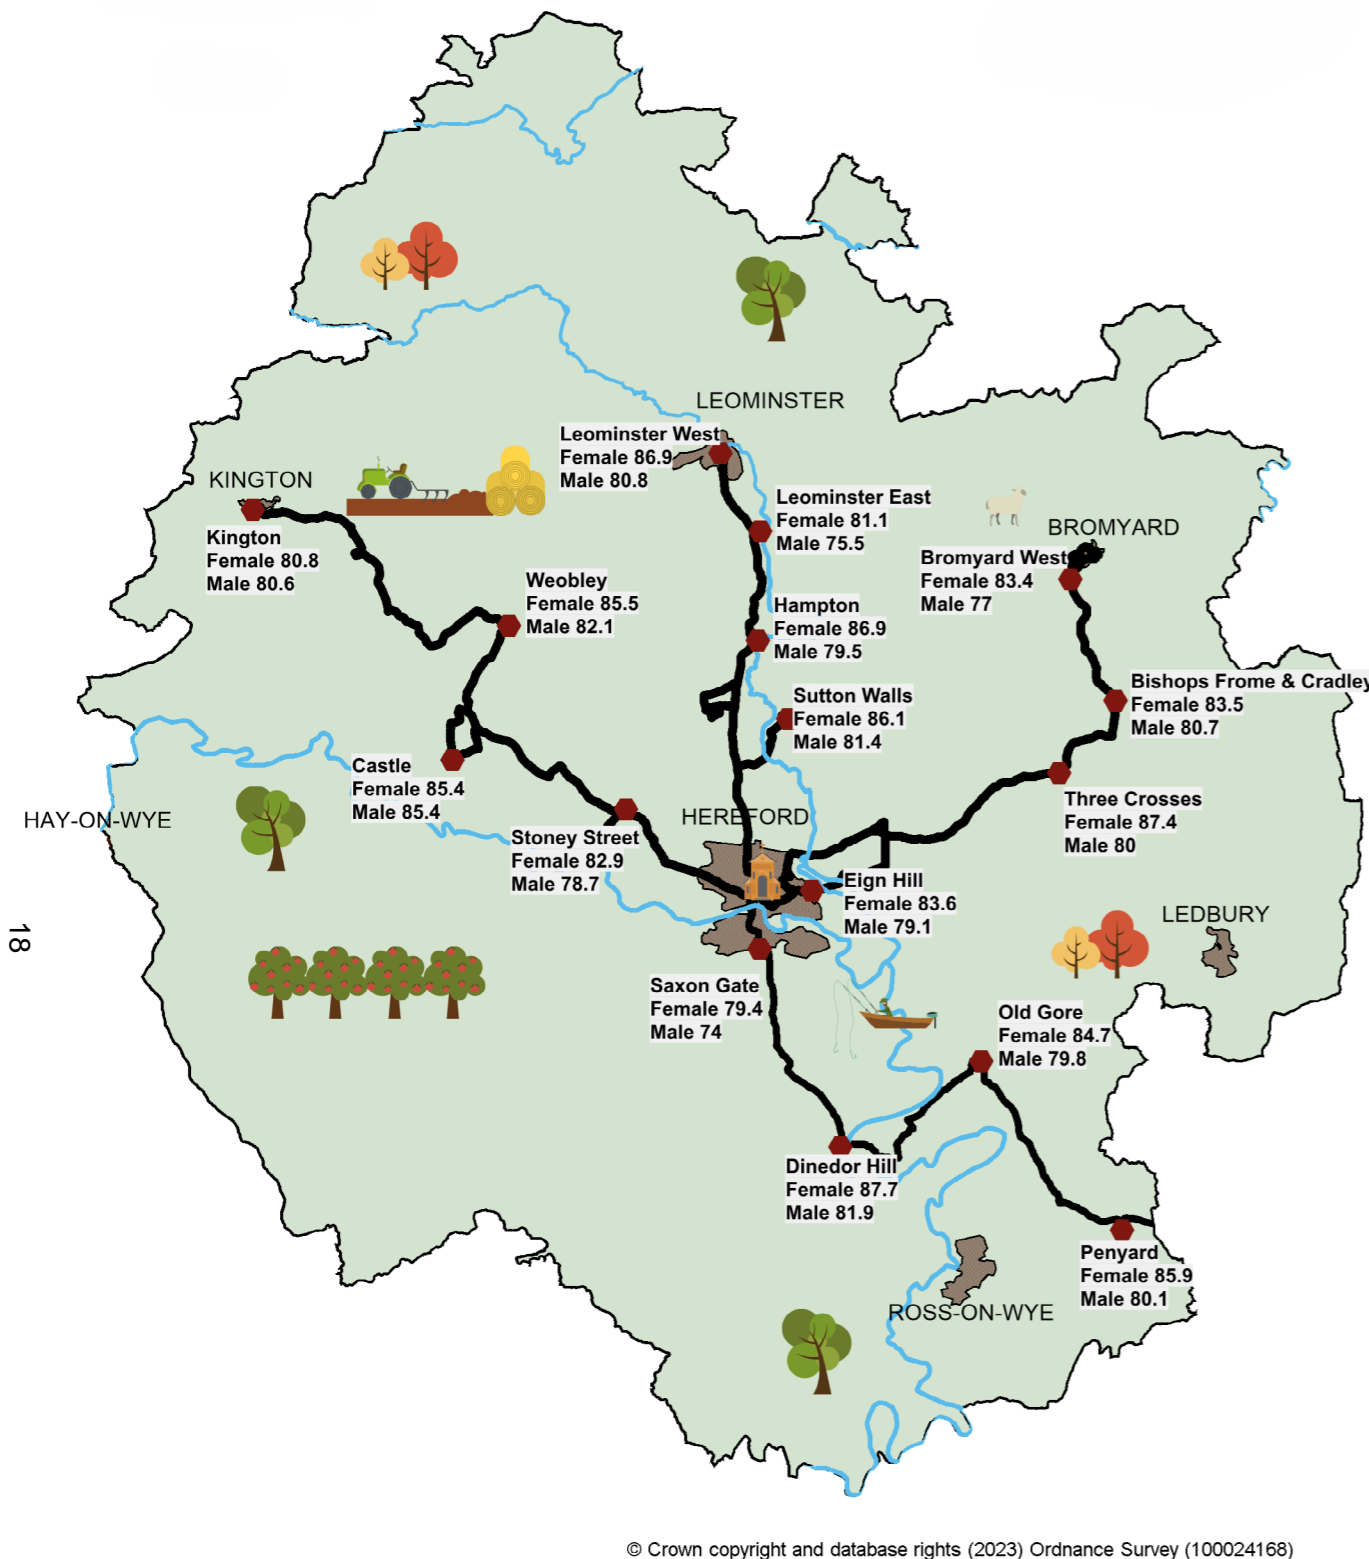 LEOMINSTER
Leominster West
Female 86.9
Male 80.8
KINGTON
Kington
Female 80.8
Male 80.6
Leominster East
Female 81.1
Male 75.5
BROMYARD
Bromyard West
Female 83.4
Male 77
Weobley
Female 85.5
Male 82.1
Hampton
Female 86.9
Male 79.5
Sutton Walls
Female 86.1
Male 81.4
Bishops Frome & Cradley
Female 83.5
Male 80.7
Castle
Female 85.4
Male 85.4
HAY-ON-WYE
Stoney Street
Female 82.9
Male 78.7
HEREFORD
Three Crosses
Female 87.4
Male 80
Eign Hill
Female 83.6
Male 79.1
LEDBURY
18
Saxon Gate
Female 79.4
Male 74
Old Gore
Female 84.7
Male 79.8
Dinedor Hill
Female 87.7
Male 81.9
Penyard
Female 85.9
Male 80.1
ROSS-ON-WYE
© Crown copyright and database rights (2023) Ordnance Survey (100024168)